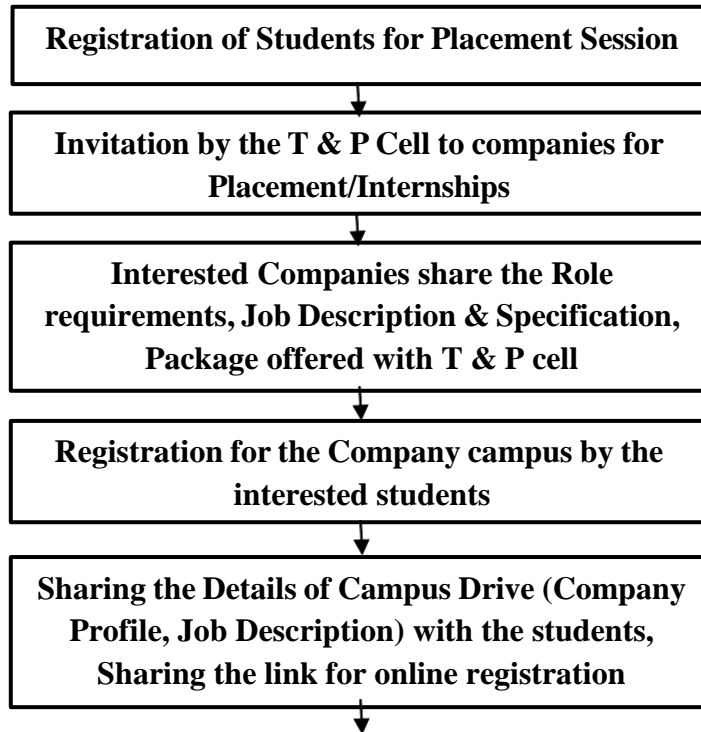 Registration of Students for Placement Session
Invitation by the T & P Cell to companies for
Placement/Internships
Interested Companies share the Role
requirements, Job Description & Specification,
Package offered with T & P cell
Registration for the Company campus by the
interested students
Sharing the Details of Campus Drive (Company
Profile, Job Description) with the students,
Sharing the link for online registration